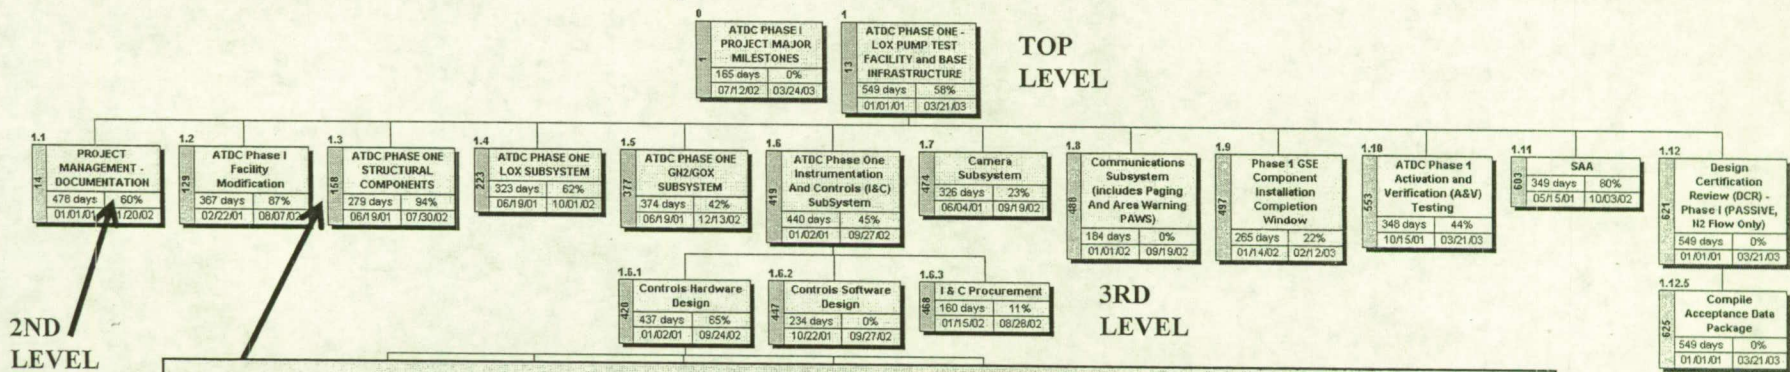 0
ATDC PHASE I
PROJECT MAJOR
MILESTONES
1
165 days 0%
07/12/02 03/24/03
1
ATDC PHASE ONE -
LOX PUMP TEST
FACILITY and BASE
INFRASTRUCTURE
13
549 days 58%
01/01/01 03/21/03
TOP
LEVEL
1.1
PROJECT
MANAGEMENT -
DOCUMENTATION
14
478 days 60%
01/01/01 /20/02
1.2
ATDC Phase I
Facility
Modification
129
367 days 87%
02/22/01 08/07/02
1.3
ATDC PHASE ONE
STRUCTURAL
COMPONENTS
158
279 days 94%
06/19/01 07/30/02
1.4
ATDC PHASE ONE
LOX SUBSYSTEM
223
323 days 62%
06/19/01 10/01/02
1.5
ATDC PHASE ONE
GN2/GOX
SUBSYSTEM
377
374 days 42%
06/19/01 12/13/02
1.6
ATDC Phase One
Instrumentation
And Controls (I&C)
SubSystem
419
440 days 45%
01/02/01 09/27/02
1.7
Camera
Subsystem
474
326 days 23%
06/04/01 09/19/02
1.8
Communications
Subsystem
(includes Paging
And Area Warning
PAWS)
488
184 days 0%
01/01/02 09/19/02
1.9
Phase 1 GSE
Component
Installation
Completion
Window
497
265 days 22%
01/14/02 02/12/03
1.10
ATDC Phase 1
Activation and
Verification (A&V)
Testing
553
348 days 44%
10/15/01 03/21/03
1.11
SAA
603
349 days 80%
05/15/01 10/03/02
1.12
Design
Certification
Review (DCR) -
Phase I (PASSIVE,
N2 Flow Only)
621
549 days 0%
01/01/01 03/21/03
1.6.1
Controls Hardware
Design
420
437 days 65%
01/02/01 09/24/02
1.6.2
Controls Software
Design
447
234 days 0%
10/22/01 09/27/02
1.6.3
I & C Procurement
468
160 days 11%
01/15/02 08/28/02
3RD
LEVEL
1.12.5
Compile
Acceptance Data
Package
625
549 days 0%
01/01/01 03/21/03
2ND
LEVEL